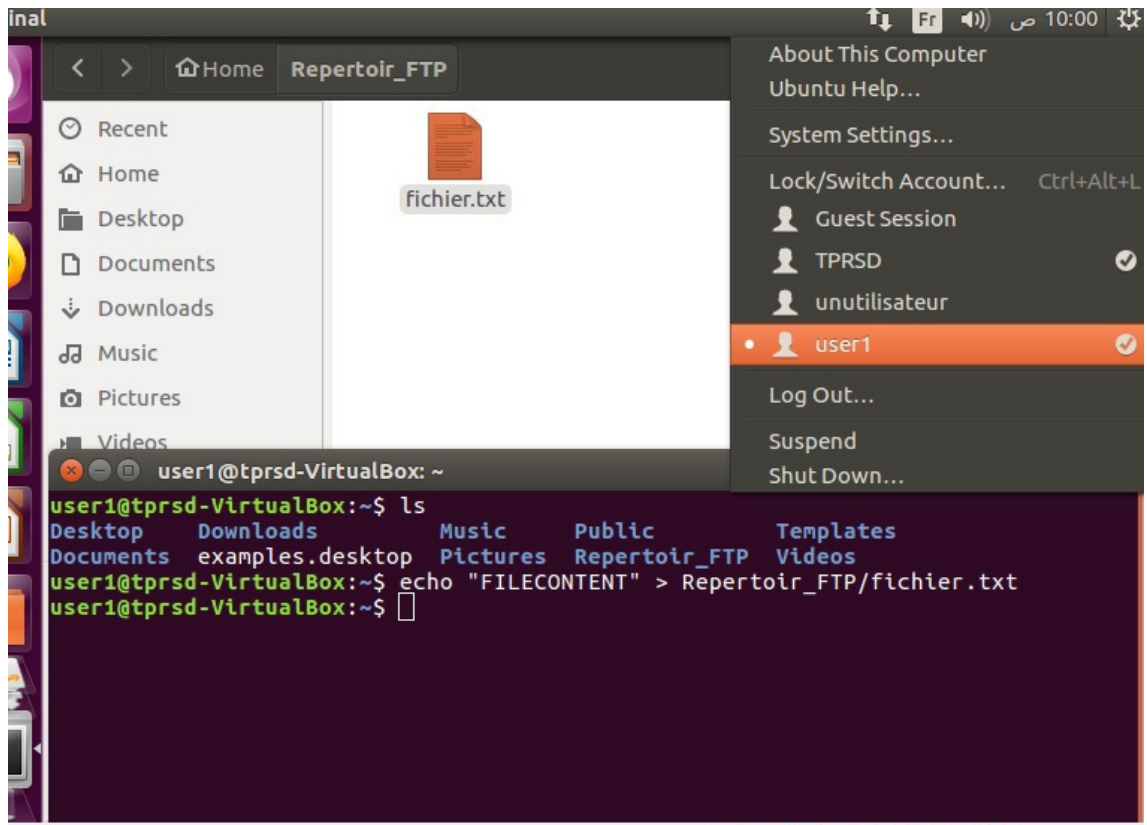 inal
Fr
ص 10:00
Home Repertoir_FTP
Recent
Home
Desktop
Documents
Downloads
Music
Pictures
Videos
fichier.txt
About This Computer
Ubuntu Help...
System Settings...
Lock/Switch Account... Ctrl+Alt+L
Guest Session
TPRSD
unutilisateur
user1
Log Out...
Suspend
Shut Down...
user1@tprsd-VirtualBox: ~
user1@tprsd-VirtualBox:~$ ls
Desktop Downloads Music Public Templates
Documents examples.desktop Pictures Repertoir_FTP Videos
user1@tprsd-VirtualBox:~$ echo "FILECONTENT" > Repertoir_FTP/fichier.txt
user1@tprsd-VirtualBox:~$